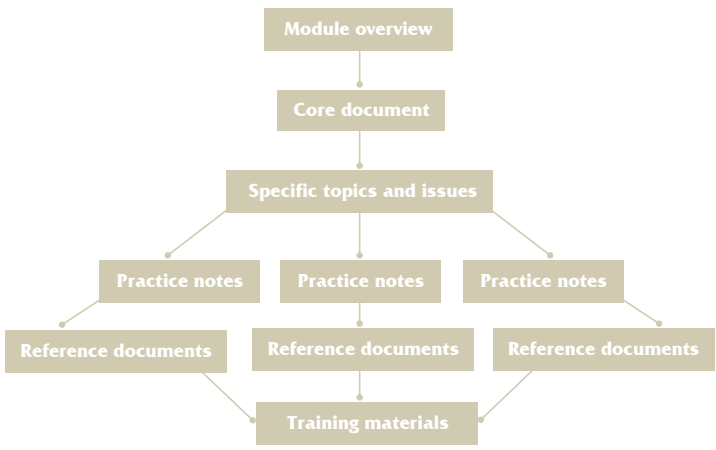 Module overview
Core document
Specific topics and issues
Practice notes
Practice notes
Practice notes
Reference documents
Reference documents
Reference documents
Training materials